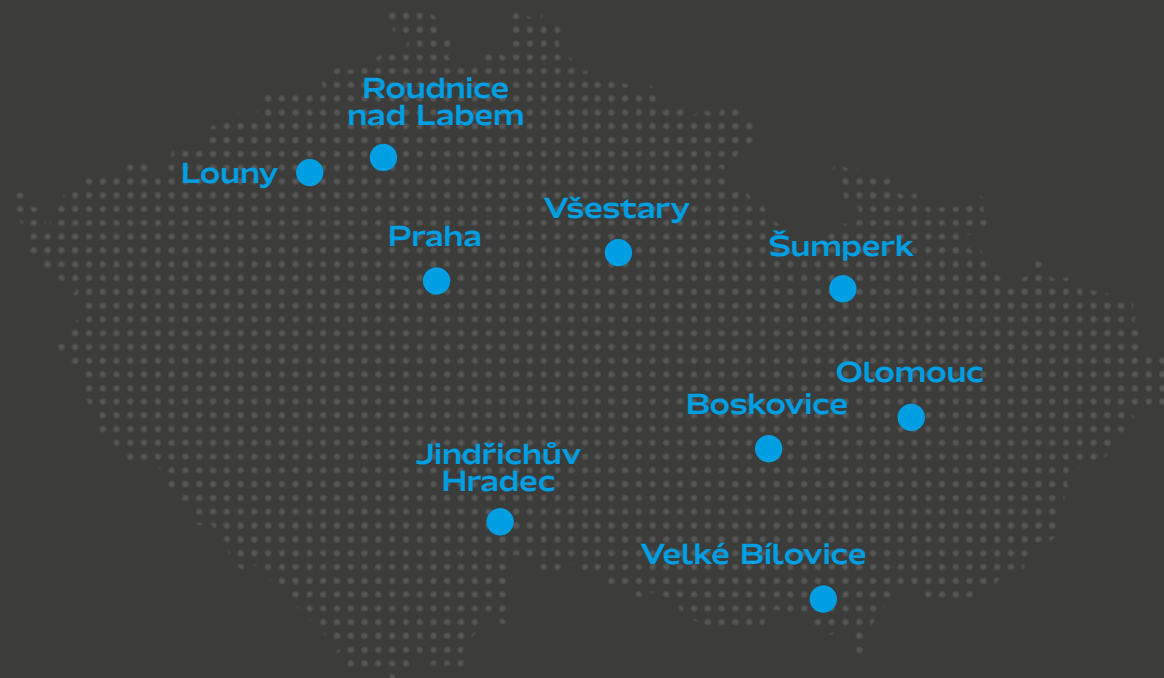 Roudnice
nad Labem
Louny
Všestary
Praha
Šumperk
Olomouc
Boskovice
Jindřichův
Hradec
Velké Bílovice